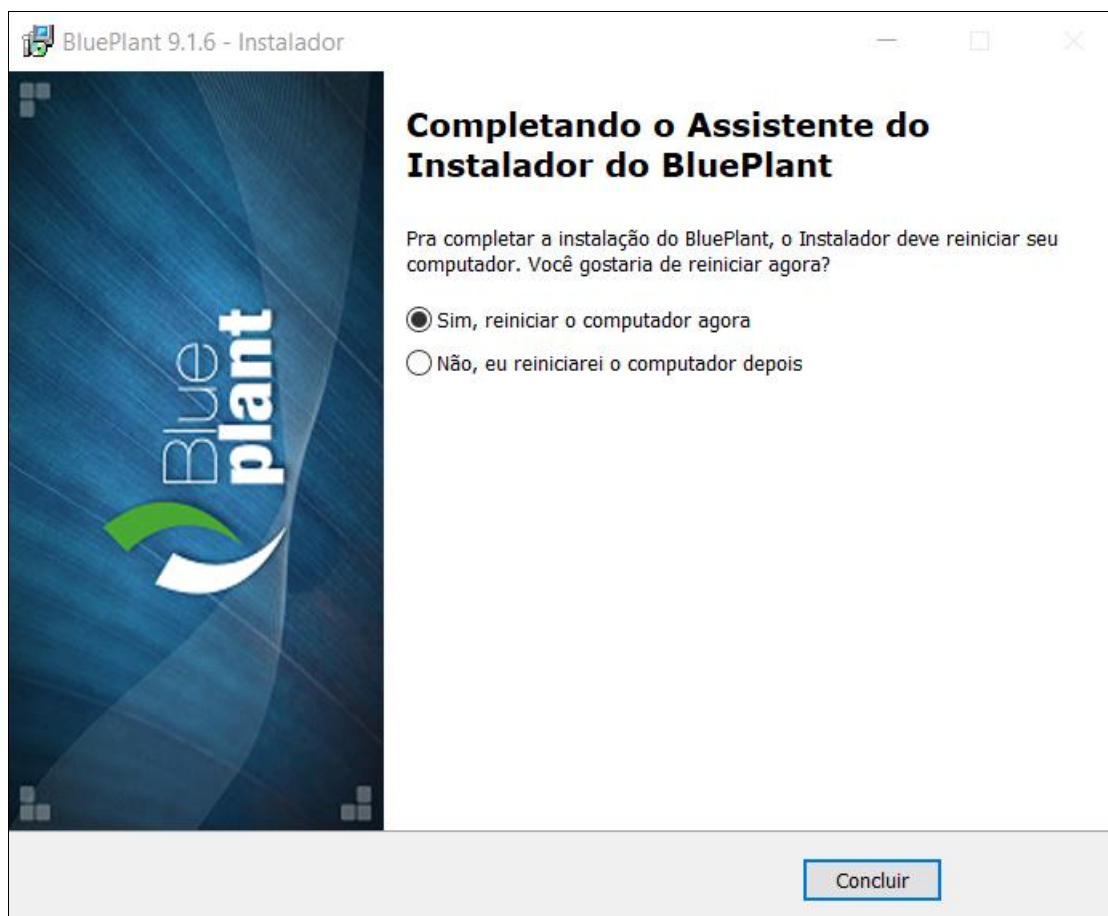 BluePlant 9.1.6 - Instalador
Blue
plant
Completando o Assistente do
Instalador do BluePlant
Pra completar a instalação do BluePlant, o Instalador deve reiniciar seu
computador. Você gostaria de reiniciar agora?
Sim, reiniciar o computador agora
Não, eu reiniciarei o computador depois
Concluir